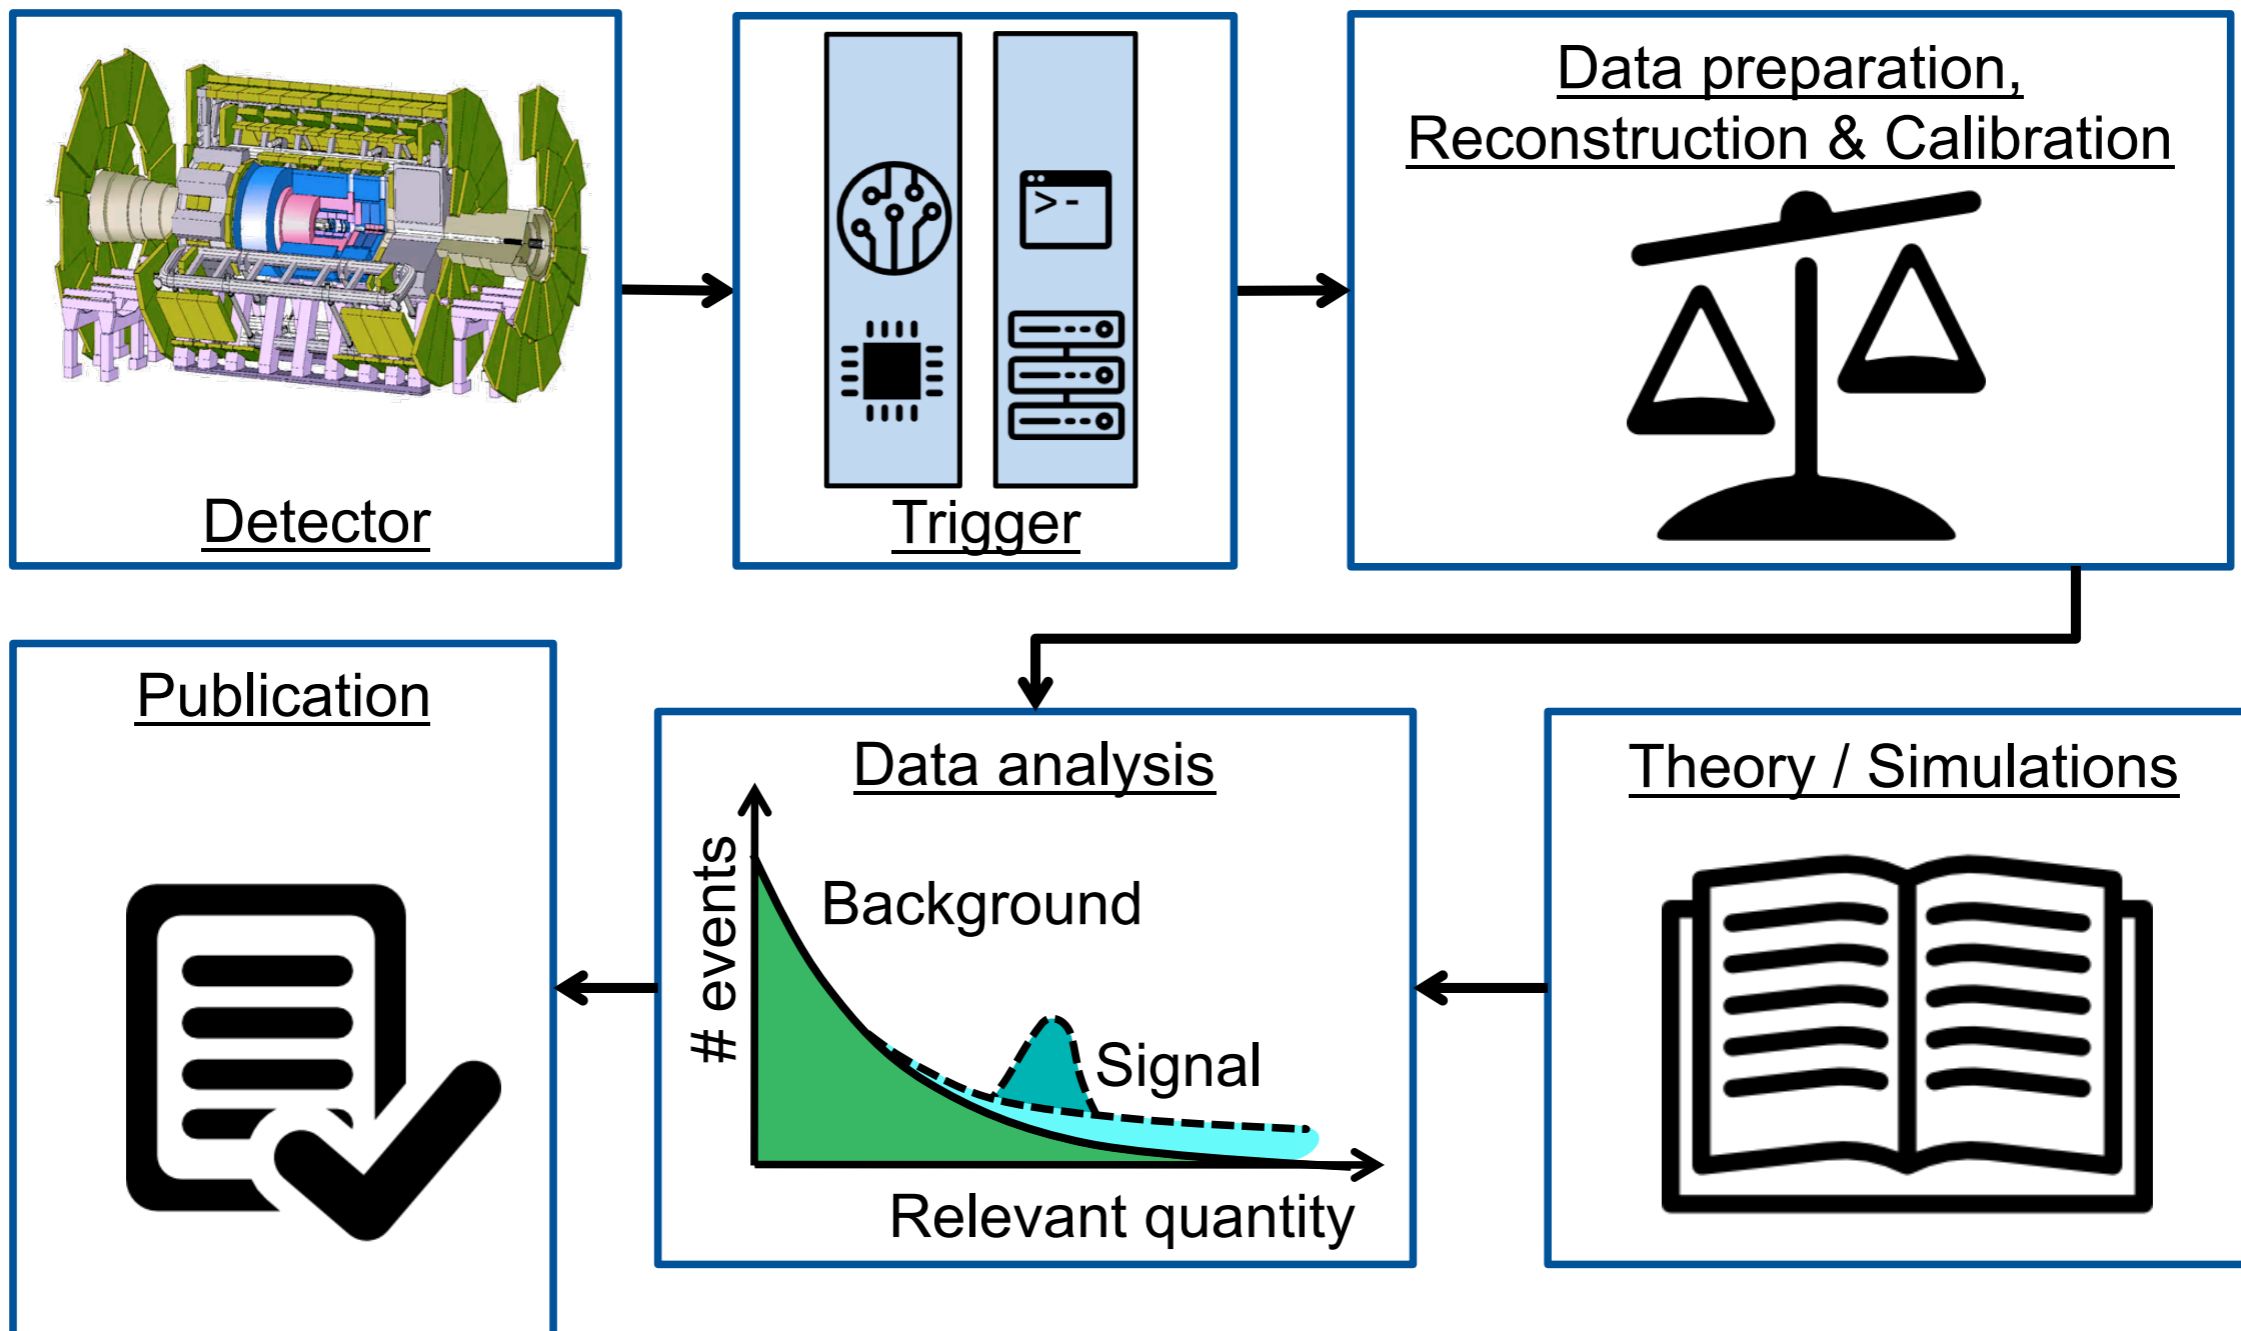 Detector
>-
Trigger
Data preparation,
Reconstruction & Calibration
Publication
Data analysis
# events
Background
Signal
Relevant quantity
Theory / Simulations